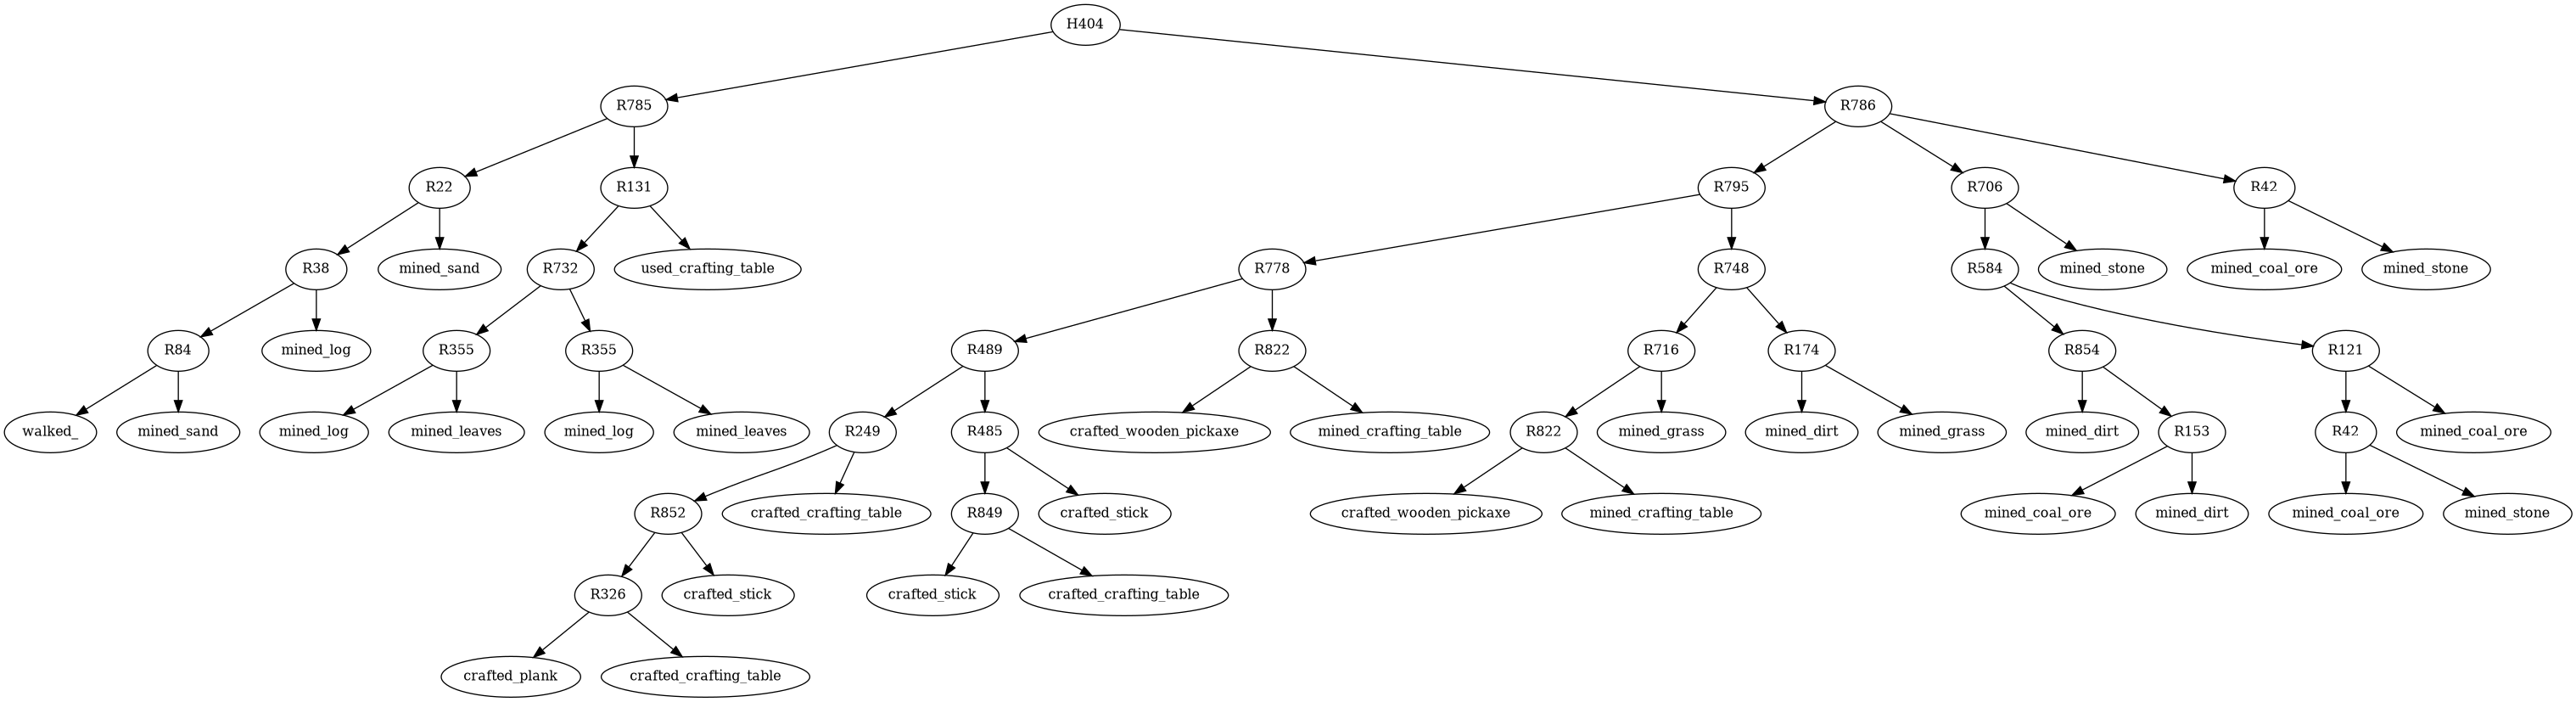 H404
R785
R786
R22
R131
R795
R706
R42
R38
mined_sand
R732
used_crafting_table
R778
R748
R584
mined_stone
mined_coal_ore
mined_stone
R84
mined_log
R355
R355
R489
R822
R716
R174
R854
R121
walked_
mined_sand
mined_log
mined_leaves
mined_log
mined_leaves
R249
R485
crafted_wooden_pickaxe
mined_crafting_table
R822
mined_grass
mined_dirt
mined_grass
mined_dirt
R153
R42
mined_coal_ore
R852
crafted_crafting_table
R849
crafted_stick
crafted_wooden_pickaxe
mined_crafting_table
mined_coal_ore
mined_dirt
mined_coal_ore
mined_stone
R326
crafted_stick
crafted_stick
crafted_crafting_table
crafted_plank
crafted_crafting_table